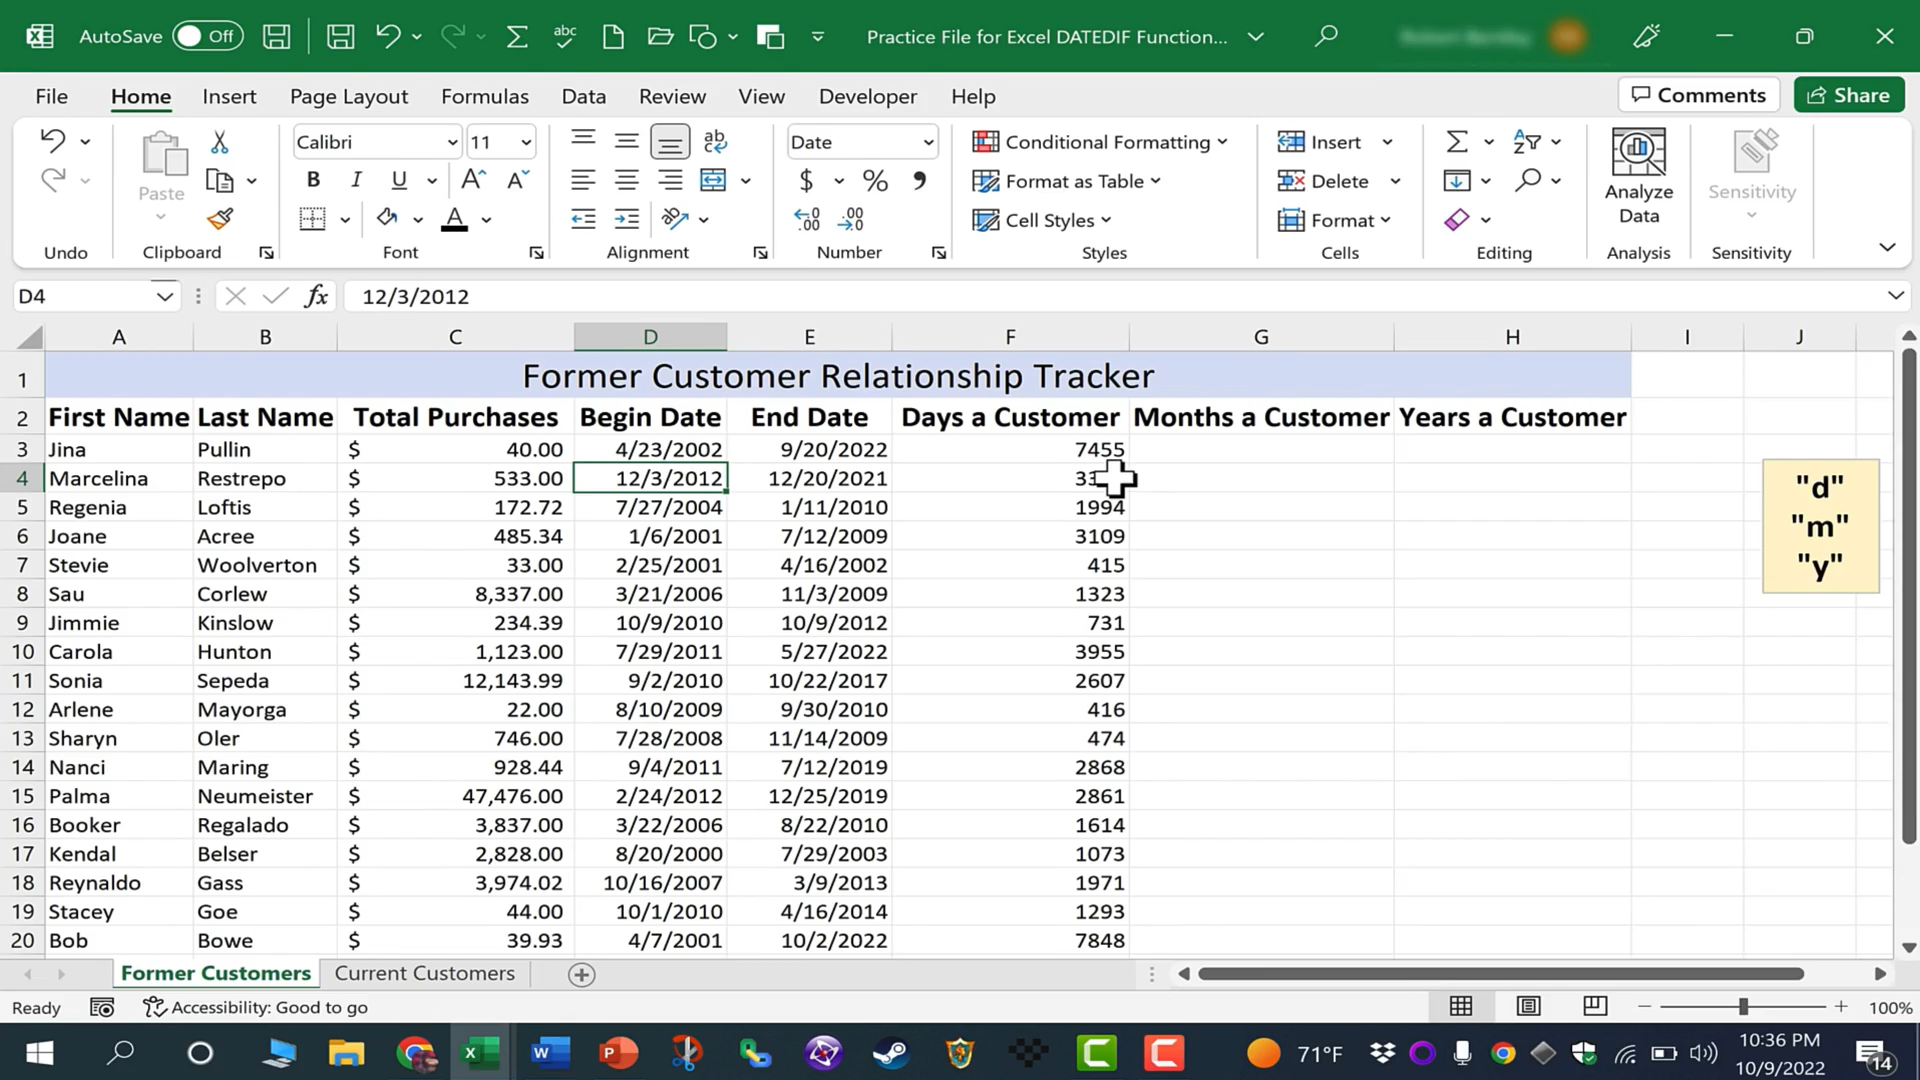 AutoSave Off abc Practice File for Excel DATEDIF Function...
File Home Insert Page Layout Formulas Data Review View Developer Help Comments Share
Paste Calibri 11 ab Date Conditional Formatting Insert Analyze Data Sensitivity
B I U A A $ % Format as Table Delete
A Cell Styles Format
Undo Clipboard Font Alignment Number Styles Cells Editing Analysis Sensitivity
D4 fx 12/3/2012
A B C D E F G H I J
1 Former Customer Relationship Tracker
2 First Name Last Name Total Purchases Begin Date End Date Days a Customer Months a Customer Years a Customer
3 Jina Pullin $ 40.00 4/23/2002 9/20/2022 7455
4 Marcelina Restrepo $ 533.00 12/3/2012 12/20/2021
5 Regenia Loftis $ 172.72 7/27/2004 1/11/2010 1994
6 Joane Acree $ 485.34 1/6/2001 7/12/2009 3109
7 Stevie Woolverton $ 33.00 2/25/2001 4/16/2002 415
8 Sau Corlew $ 8,337.00 3/21/2006 11/3/2009 1323
9 Jimmie Kinslow $ 234.39 10/9/2010 10/9/2012 731
10 Carola Hunton $ 1,123.00 7/29/2011 5/27/2022 3955
11 Sonia Sepeda $ 12,143.99 9/2/2010 10/22/2017 2607
12 Arlene Mayorga $ 22.00 8/10/2009 9/30/2010 416
13 Sharyn Oler $ 746.00 7/28/2008 11/14/2009 474
14 Nanci Maring $ 928.44 9/4/2011 7/12/2019 2868
15 Palma Neumeister $ 47,476.00 2/24/2012 12/25/2019 2861
16 Booker Regalado $ 3,837.00 3/22/2006 8/22/2010 1614
17 Kendal Belser $ 2,828.00 8/20/2000 7/29/2003 1073
18 Reynaldo Gass $ 3,974.02 10/16/2007 3/9/2013 1971
19 Stacey Goe $ 44.00 10/1/2010 4/16/2014 1293
20 Bob Bowe $ 39.93 4/7/2001 10/2/2022 7848
"d"
"m"
"y"
Former Customers Current Customers
Ready Accessibility: Good to go 100%
71°F 10:36 PM
10/9/2022 14